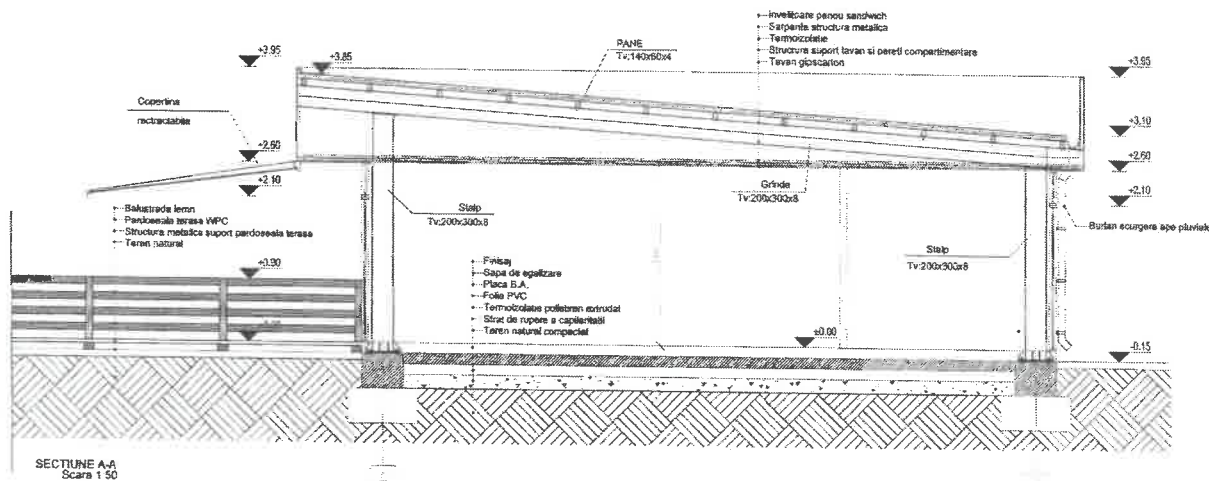 +3.95
+3.85
PANE
Tv:140x60x4
Invelitoare panou sandwich
Sarpanta structura metalica
Termoizolatie
Structura suport tavan si pereti compartimentare
Tavan gipscarton
+3.95
Copertina
rectractabila
+3.10
+2.60
+2.60
+2.10
+2.10
Grinda
Tv:200x300x8
Stalp
Tv:200x300x8
Balustrada lemn
Pardoseala terasa WPC
Structura metalica suport pardoseala terasa
Teren natural
Burlan scurgere ape pluviale
Stalp
Tv:200x300x8
+0.90
Finisaj
Sapa de egalizare
Placa B.A.
Folie PVC
Termoizolatie polistiren extrudat
Strat de rupere a capilaritatii
Teren natural compactat
±0.00
-0.15
SECTIUNE A-A
Scara 1:50